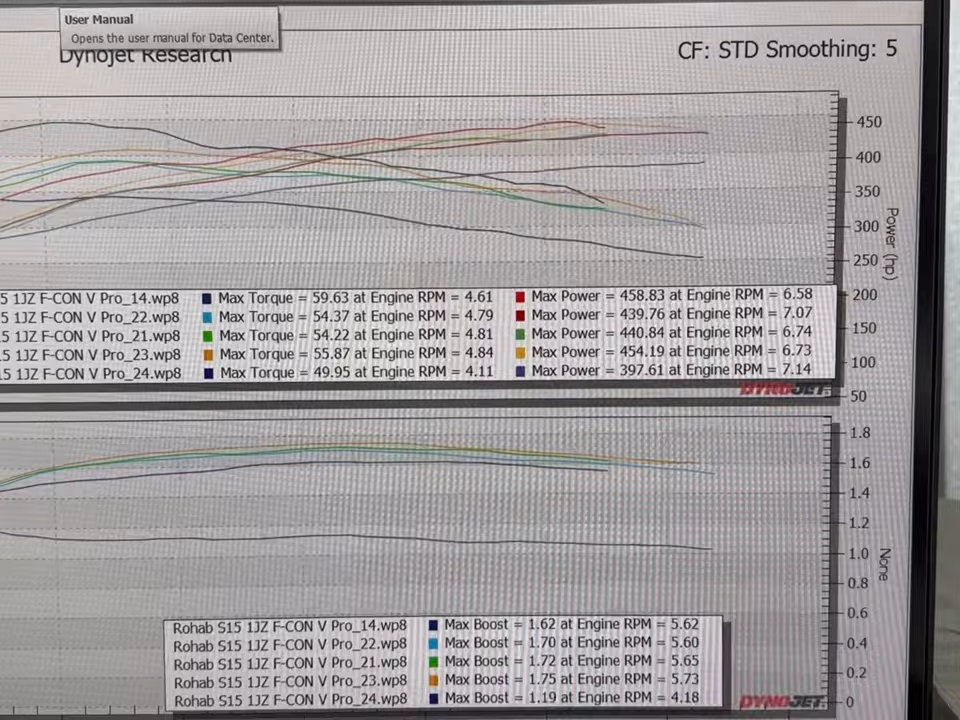 User Manual
Opens the user manual for Data Center.
Dynojet Research
CF: STD Smoothing: 5
450
400
350
300
250
200
150
100
50
Power (hp)
5 1JZ F-CON V Pro_14.wp8 Max Torque = 59.63 at Engine RPM = 4.61 Max Power = 458.83 at Engine RPM = 6.58
5 1JZ F-CON V Pro_22.wp8 Max Torque = 54.37 at Engine RPM = 4.79 Max Power = 439.76 at Engine RPM = 7.07
5 1JZ F-CON V Pro_21.wp8 Max Torque = 54.22 at Engine RPM = 4.81 Max Power = 440.84 at Engine RPM = 6.74
5 1JZ F-CON V Pro_23.wp8 Max Torque = 55.87 at Engine RPM = 4.84 Max Power = 454.19 at Engine RPM = 6.73
5 1JZ F-CON V Pro_24.wp8 Max Torque = 49.95 at Engine RPM = 4.11 Max Power = 397.61 at Engine RPM = 7.14
DYNOJET
1.8
1.6
1.4
1.2
1.0
0.8
0.6
0.4
0.2
0
None
Rohab S15 1JZ F-CON V Pro_14.wp8 Max Boost = 1.62 at Engine RPM = 5.62
Rohab S15 1JZ F-CON V Pro_22.wp8 Max Boost = 1.70 at Engine RPM = 5.60
Rohab S15 1JZ F-CON V Pro_21.wp8 Max Boost = 1.72 at Engine RPM = 5.65
Rohab S15 1JZ F-CON V Pro_23.wp8 Max Boost = 1.75 at Engine RPM = 5.73
Rohab S15 1JZ F-CON V Pro_24.wp8 Max Boost = 1.19 at Engine RPM = 4.18
DYNOJET